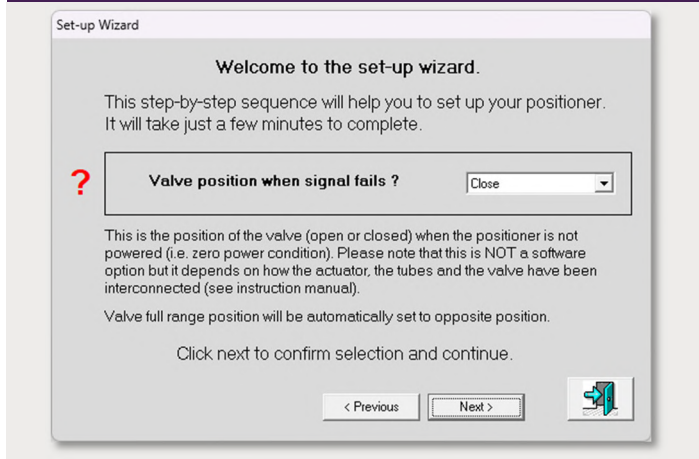 Set-up Wizard
Welcome to the set-up wizard.
This step-by-step sequence will help you to set up your positioner.
It will take just a few minutes to complete.
? Valve position when signal fails ? Close
This is the position of the valve (open or closed) when the positioner is not
powered (i.e. zero power condition). Please note that this is NOT a software
option but it depends on how the actuator, the tubes and the valve have been
interconnected (see instruction manual).
Valve full range position will be automatically set to opposite position.
Click next to confirm selection and continue.
< Previous Next >